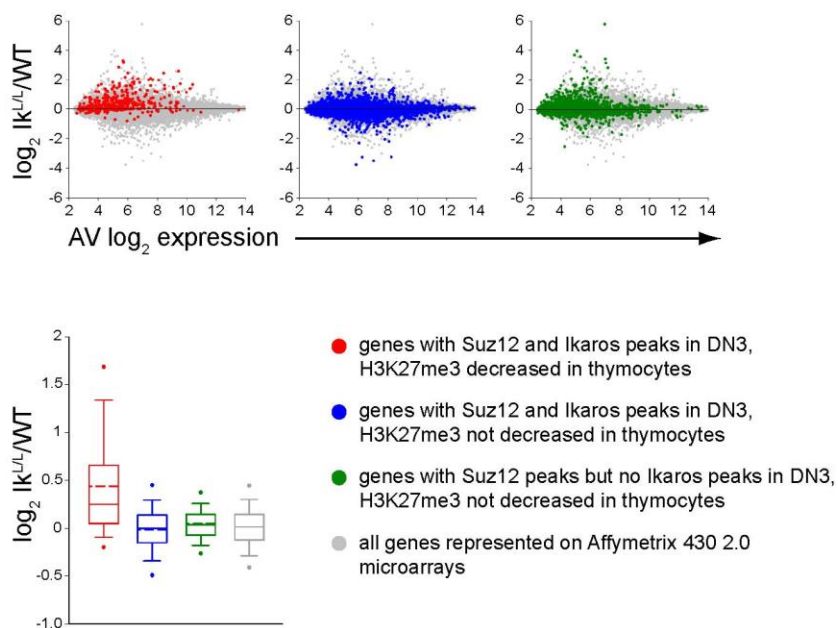 log2 IkL/L/WT
6
4
2
0
-2
-4
-6
2 4 6 8 10 12 14
6
4
2
0
-2
-4
-6
2 4 6 8 10 12 14
6
4
2
0
-2
-4
-6
2 4 6 8 10 12 14
AV log2 expression
log2 IkL/L/WT
2
1.5
1
0.5
0
-0.5
-1.0
genes with Suz12 and Ikaros peaks in DN3,
H3K27me3 decreased in thymocytes
genes with Suz12 and Ikaros peaks in DN3,
H3K27me3 not decreased in thymocytes
genes with Suz12 peaks but no Ikaros peaks in DN3,
H3K27me3 not decreased in thymocytes
all genes represented on Affymetrix 430 2.0
microarrays